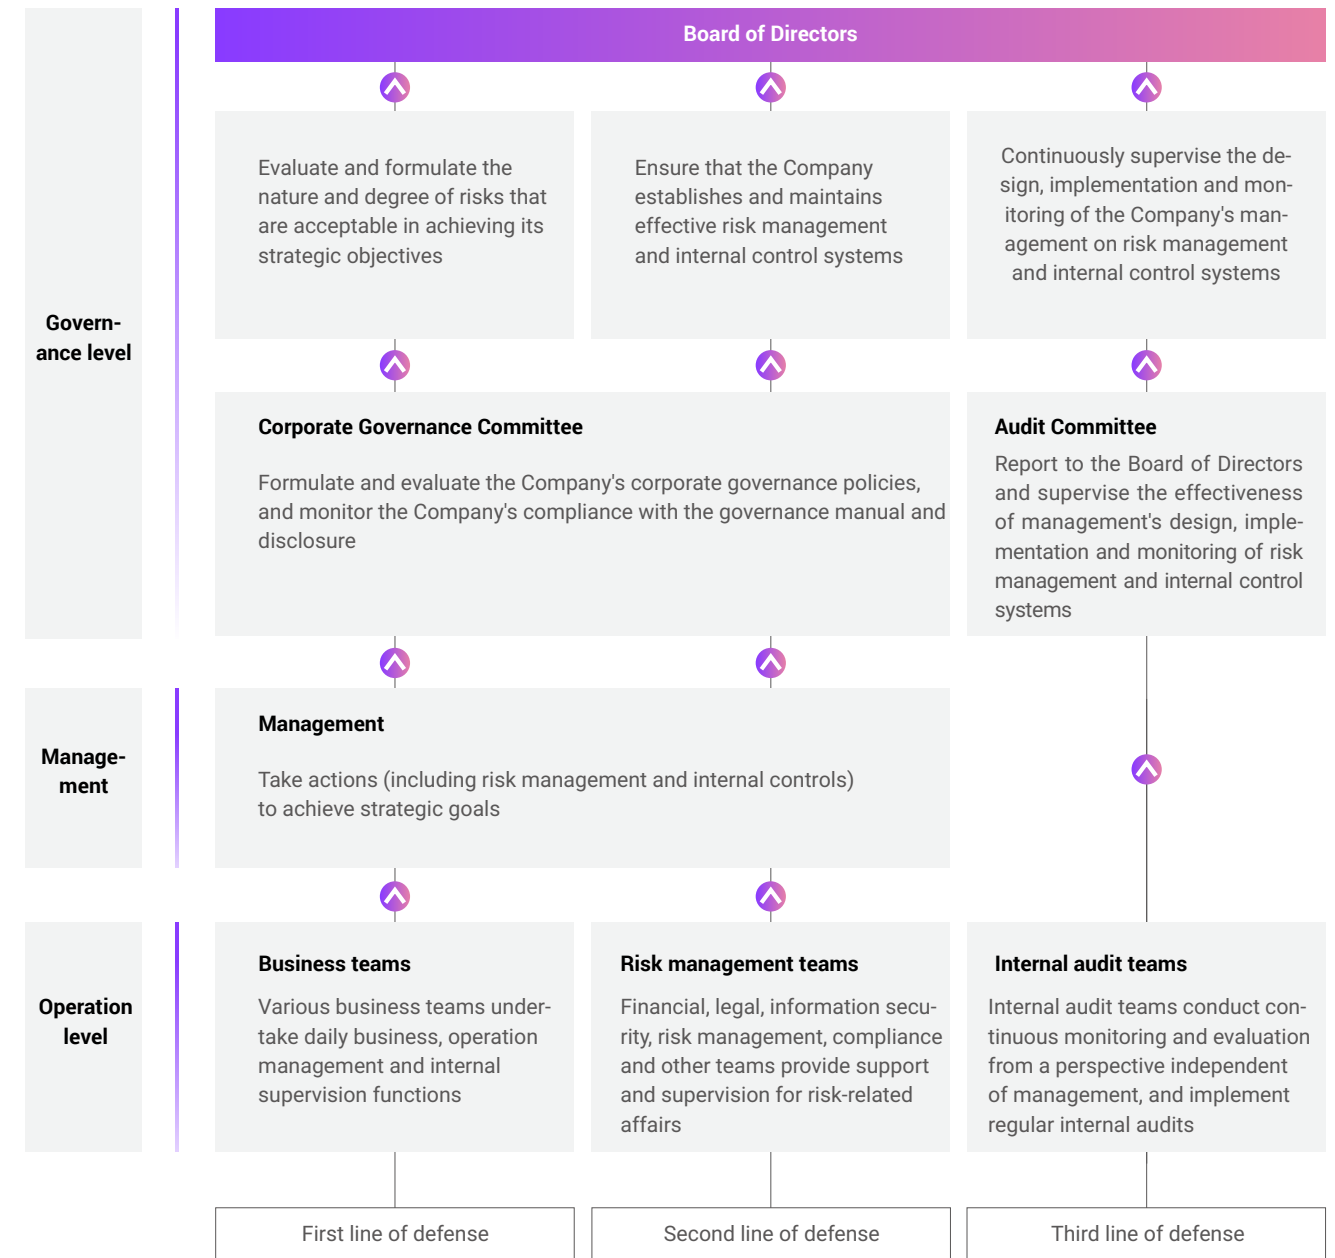 Board of Directors
Govern-
ance level
Evaluate and formulate the
nature and degree of risks that
are acceptable in achieving its
strategic objectives
Ensure that the Company
establishes and maintains
effective risk management
and internal control systems
Continuously supervise the de-
sign, implementation and mon-
itoring of the Company's man-
agement on risk management
and internal control systems
Corporate Governance Committee
Formulate and evaluate the Company's corporate governance policies,
and monitor the Company's compliance with the governance manual and
disclosure
Audit Committee
Report to the Board of Directors
and supervise the effectiveness
of management's design, imple-
mentation and monitoring of risk
management and internal control
systems
Manage-
ment
Management
Take actions (including risk management and internal controls)
to achieve strategic goals
Operation
level
Business teams
Various business teams under-
take daily business, operation
management and internal
supervision functions
Risk management teams
Financial, legal, information secu-
rity, risk management, compliance
and other teams provide support
and supervision for risk-related
affairs
Internal audit teams
Internal audit teams conduct con-
tinuous monitoring and evaluation
from a perspective independent
of management, and implement
regular internal audits
First line of defense
Second line of defense
Third line of defense